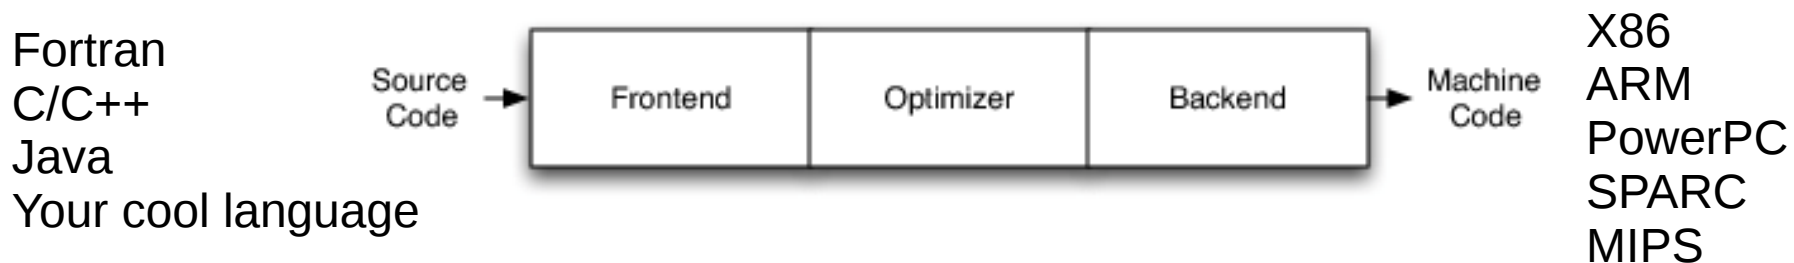 Fortran
C/C++
Java
Your cool language
Source
Code
Frontend
Optimizer
Backend
Machine
Code
X86
ARM
PowerPC
SPARC
MIPS